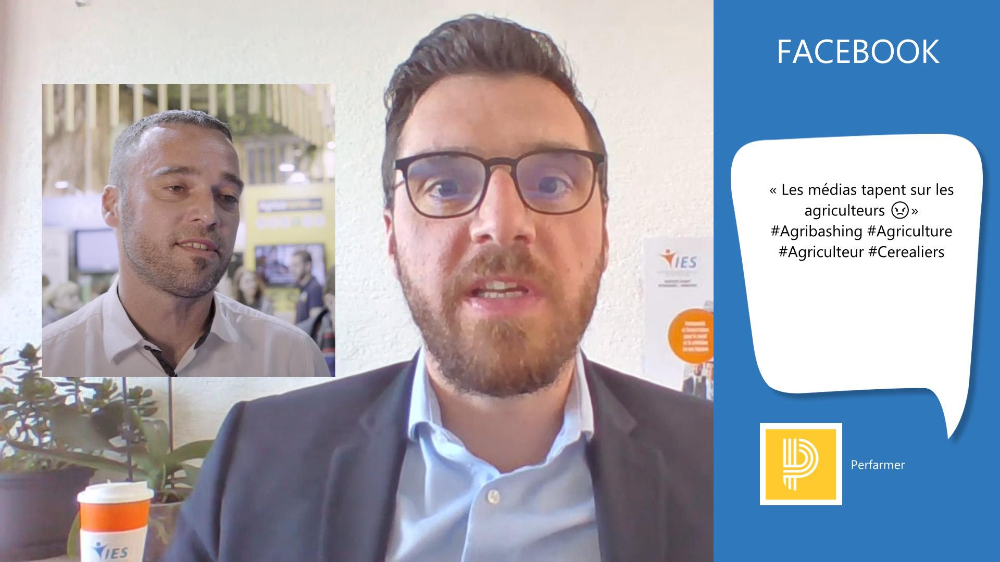 FACEBOOK
« Les médias tapent sur les
agriculteurs 😠»
#Agribashing #Agriculture
#Agriculteur #Cerealiers
IES
Perfarmer
IES